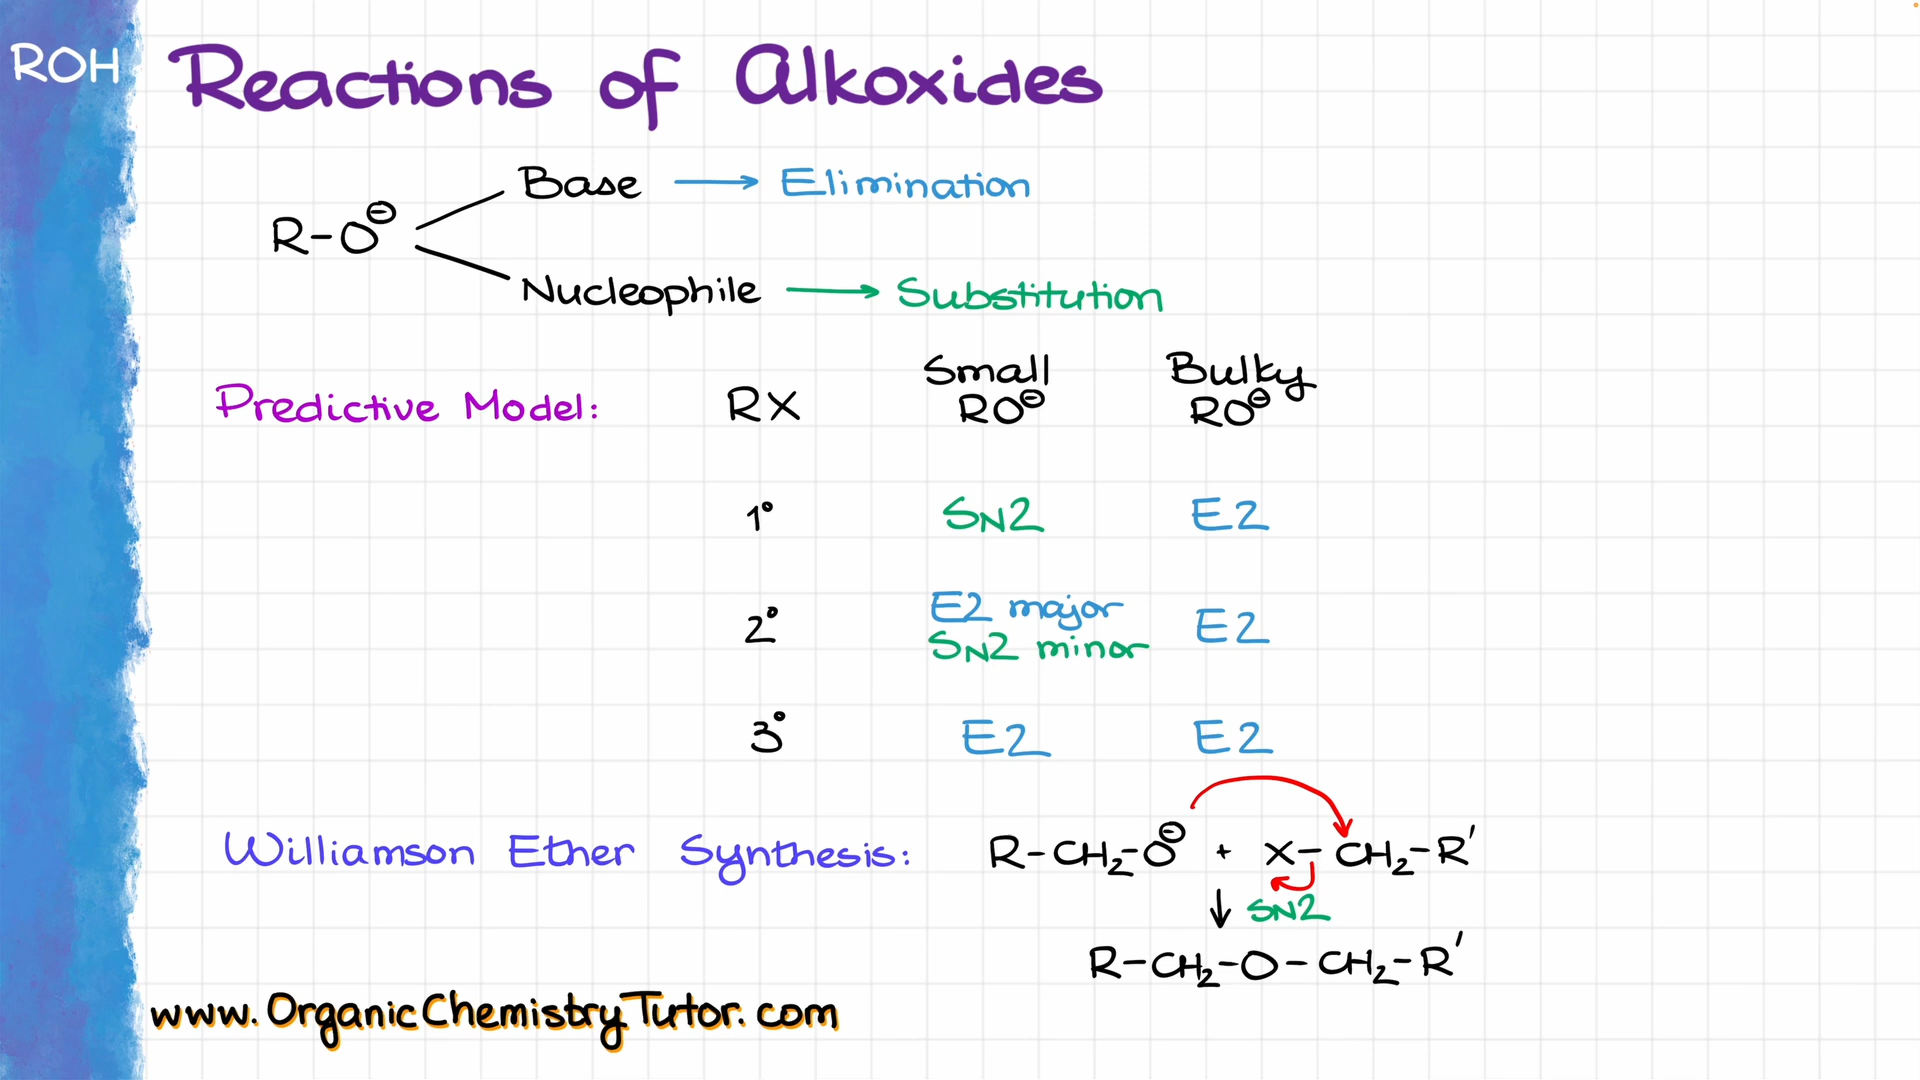 ROH
Reactions of Alkoxides
Base → Elimination
R-O⊖
Nucleophile → Substitution
Predictive Model: RX Small RO⊖ Bulky RO⊖
1° SN2 E2
2° E2 major SN2 minor E2
3° E2 E2
Williamson Ether Synthesis: R-CH₂-O⊖ + X-CH₂-R'
↓ SN2
R-CH₂-O-CH₂-R'
www.OrganicChemistryTutor.com